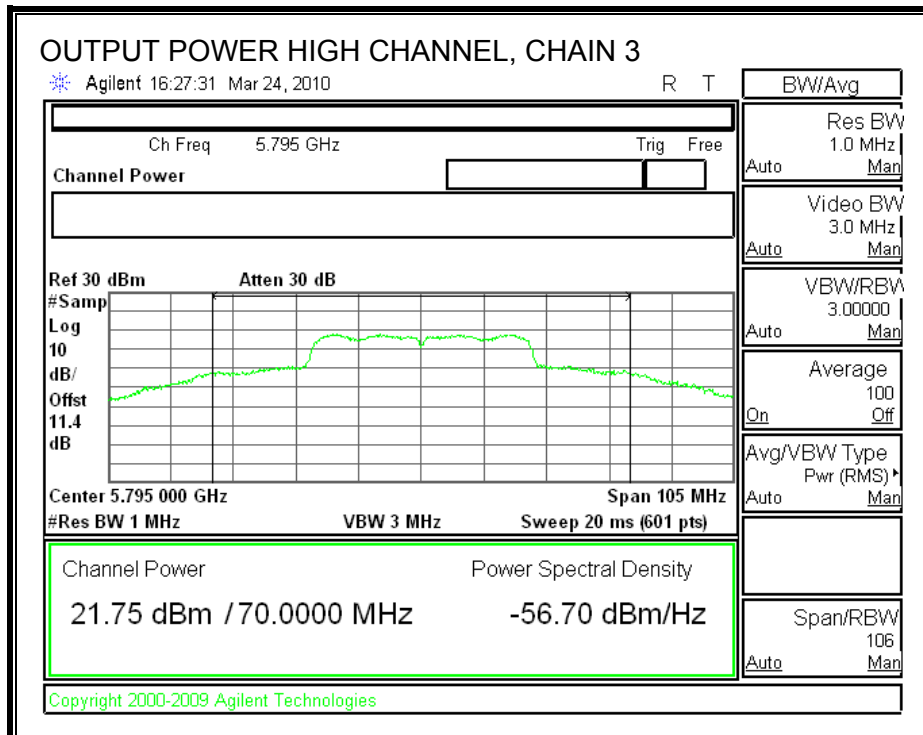 OUTPUT POWER HIGH CHANNEL, CHAIN 3
Agilent 16:27:31 Mar 24, 2010 R T
BW/Avg
Ch Freq 5.795 GHz Trig Free
Channel Power
Res BW
1.0 MHz
Auto Man
Video BW
3.0 MHz
Auto Man
Ref 30 dBm Atten 30 dB
#Samp
Log
10
dB/
Offst
11.4
dB
VBW/RBW
3.00000
Auto Man
Average
100
On Off
Avg/VBW Type
Pwr (RMS)
Auto Man
Center 5.795 000 GHz Span 105 MHz
#Res BW 1 MHz VBW 3 MHz Sweep 20 ms (601 pts)
Channel Power Power Spectral Density
21.75 dBm / 70.0000 MHz -56.70 dBm/Hz
Span/RBW
106
Auto Man
Copyright 2000-2009 Agilent Technologies